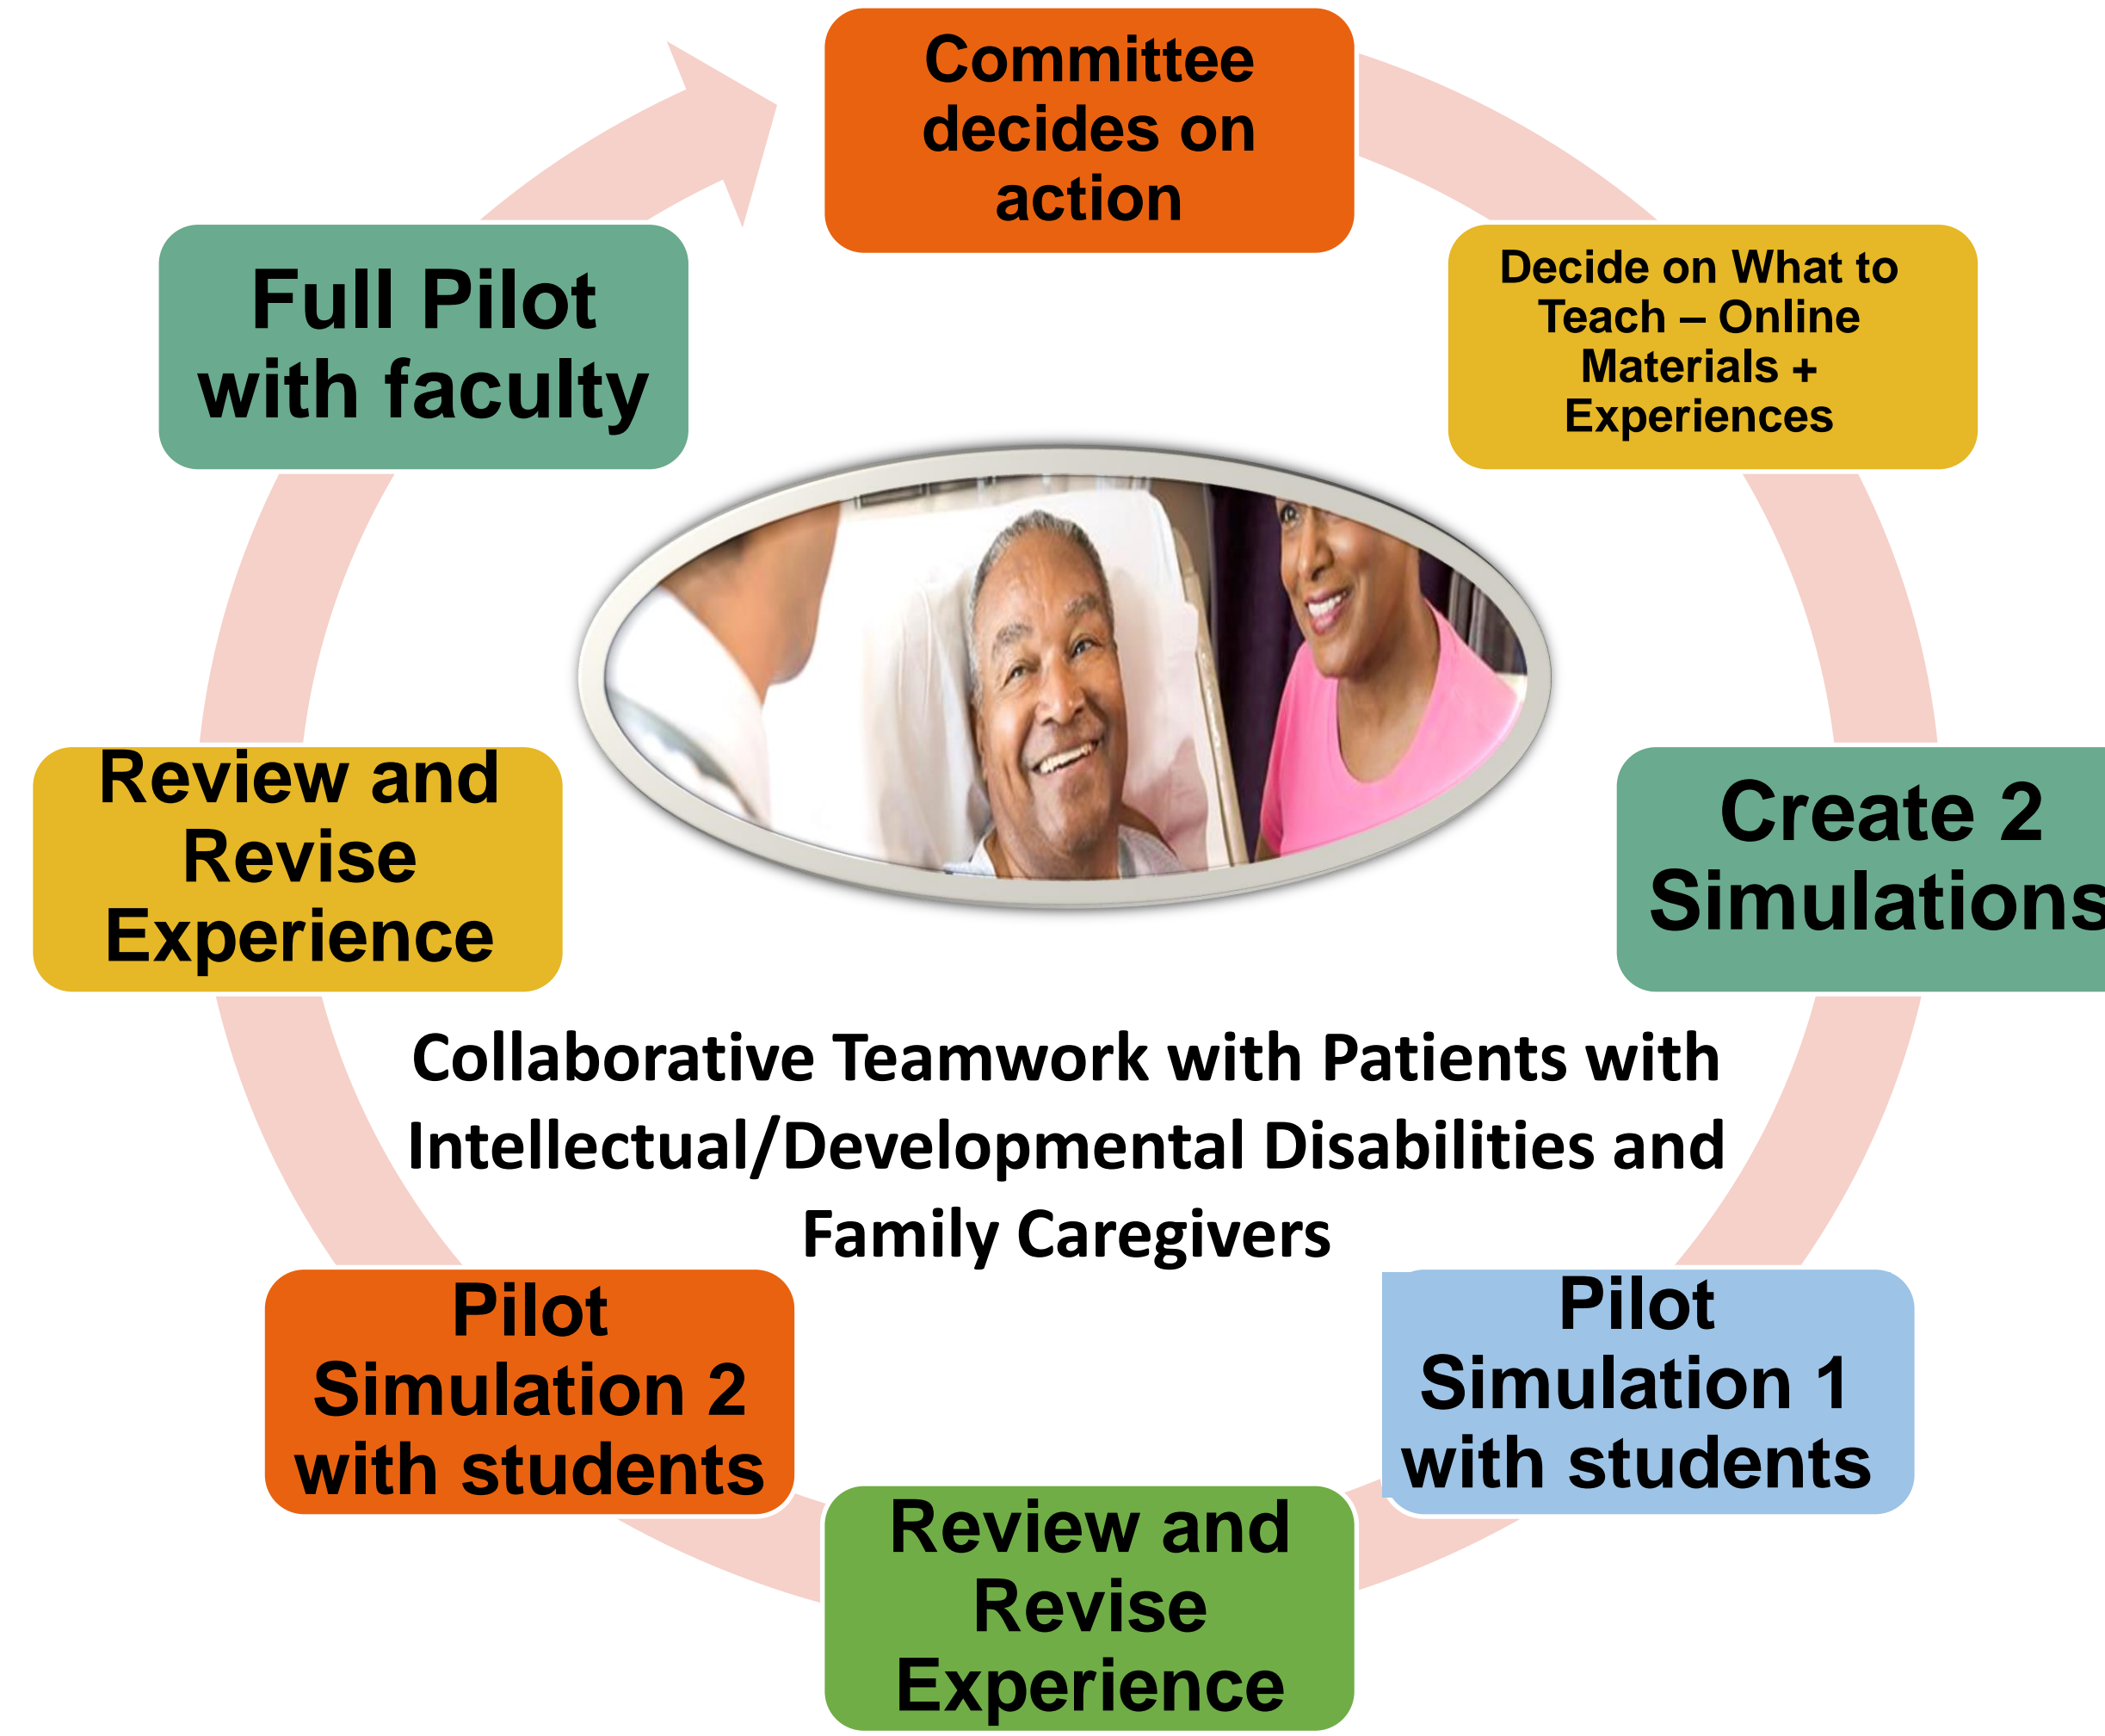 Committee
decides on
action
Decide on What to
Teach – Online
Materials +
Experiences
Create 2
Simulations
Pilot
Simulation 1
with students
Review and
Revise
Experience
Pilot
Simulation 2
with students
Review and
Revise
Experience
Full Pilot
with faculty
Collaborative Teamwork with Patients with
Intellectual/Developmental Disabilities and
Family Caregivers